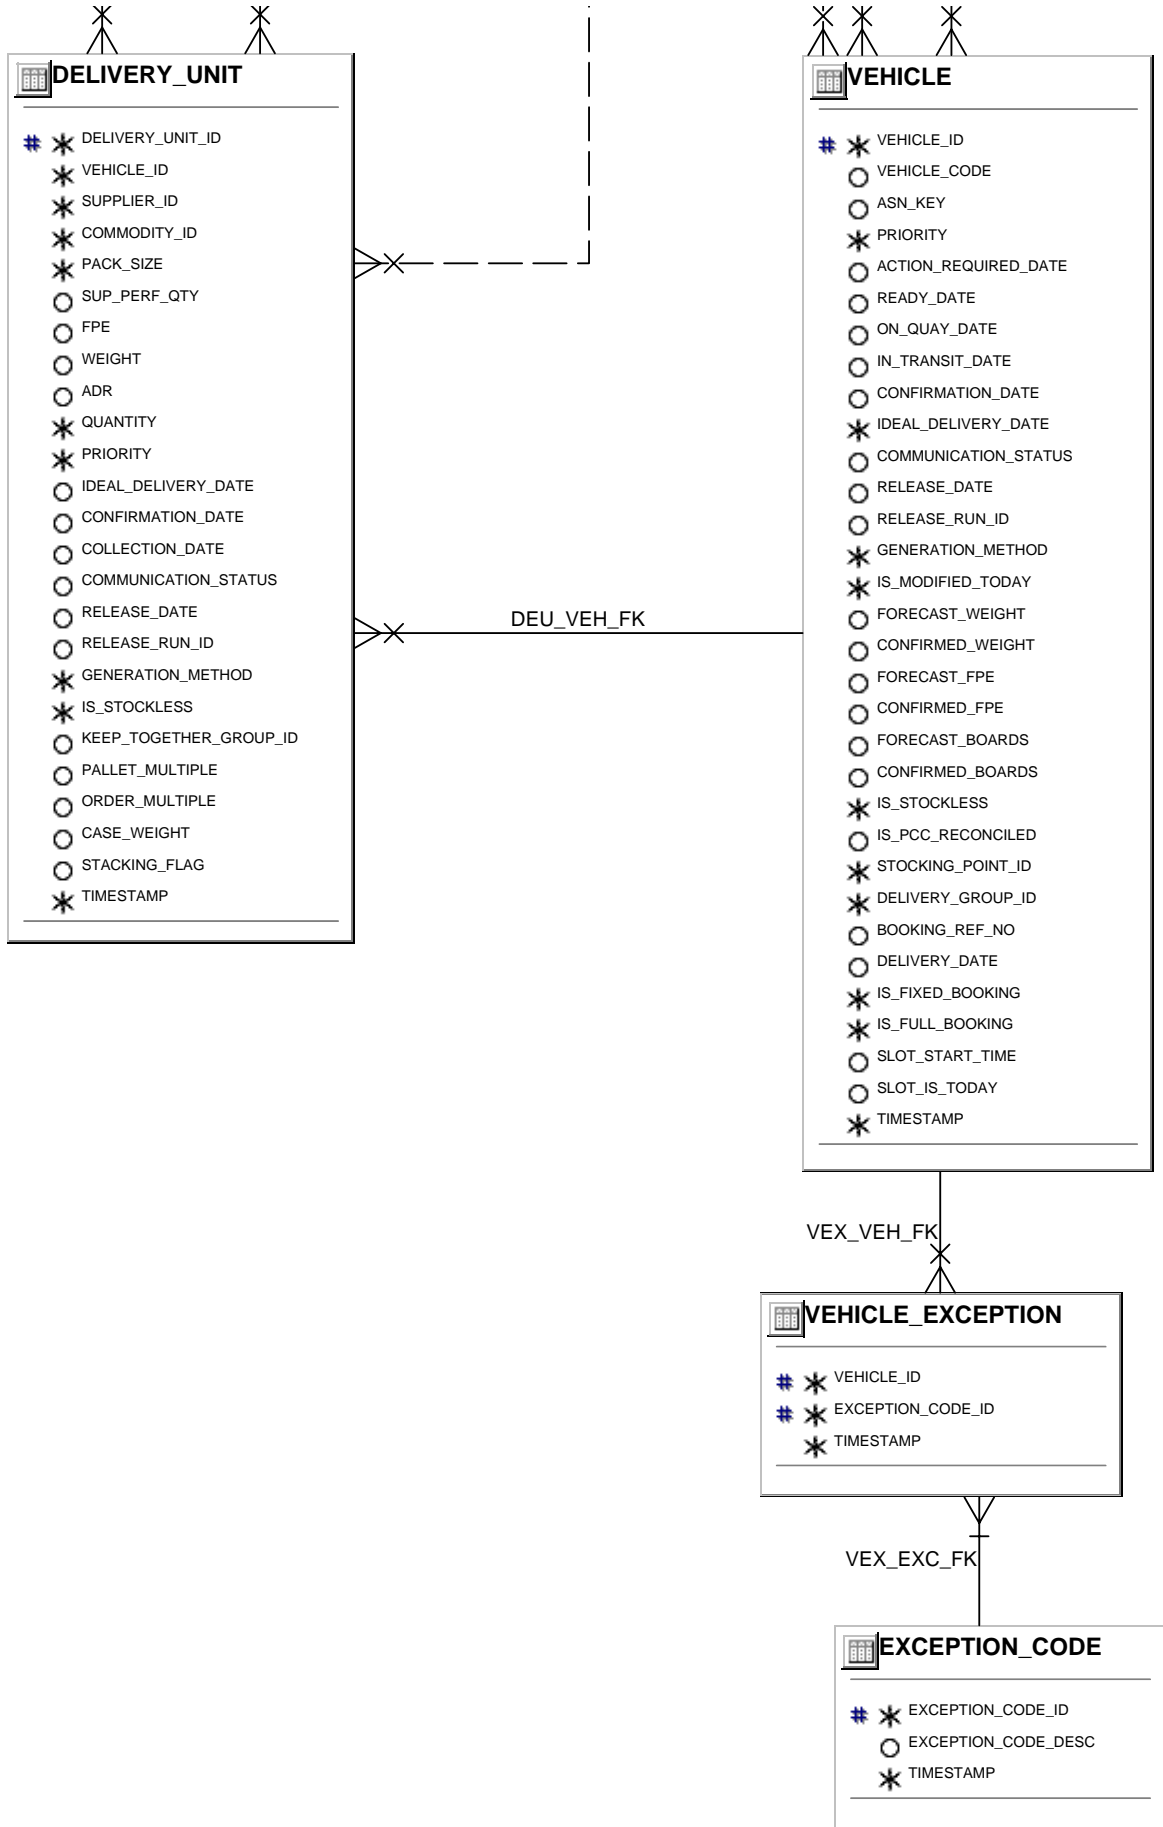 DELIVERY_UNIT
# * DELIVERY_UNIT_ID
* VEHICLE_ID
* SUPPLIER_ID
* COMMODITY_ID
* PACK_SIZE
O SUP_PERF_QTY
O FPE
O WEIGHT
O ADR
* QUANTITY
* PRIORITY
O IDEAL_DELIVERY_DATE
O CONFIRMATION_DATE
O COLLECTION_DATE
O COMMUNICATION_STATUS
O RELEASE_DATE
O RELEASE_RUN_ID
* GENERATION_METHOD
* IS_STOCKLESS
O KEEP_TOGETHER_GROUP_ID
O PALLET_MULTIPLE
O ORDER_MULTIPLE
O CASE_WEIGHT
O STACKING_FLAG
* TIMESTAMP
DEU_VEH_FK
VEHICLE
# * VEHICLE_ID
O VEHICLE_CODE
O ASN_KEY
* PRIORITY
O ACTION_REQUIRED_DATE
O READY_DATE
O ON_QUAY_DATE
O IN_TRANSIT_DATE
O CONFIRMATION_DATE
* IDEAL_DELIVERY_DATE
O COMMUNICATION_STATUS
O RELEASE_DATE
O RELEASE_RUN_ID
* GENERATION_METHOD
* IS_MODIFIED_TODAY
O FORECAST_WEIGHT
O CONFIRMED_WEIGHT
O FORECAST_FPE
O CONFIRMED_FPE
O FORECAST_BOARDS
O CONFIRMED_BOARDS
* IS_STOCKLESS
O IS_PCC_RECONCILED
* STOCKING_POINT_ID
* DELIVERY_GROUP_ID
O BOOKING_REF_NO
O DELIVERY_DATE
* IS_FIXED_BOOKING
* IS_FULL_BOOKING
O SLOT_START_TIME
O SLOT_IS_TODAY
* TIMESTAMP
VEX_VEH_FK
VEHICLE_EXCEPTION
# * VEHICLE_ID
# * EXCEPTION_CODE_ID
* TIMESTAMP
VEX_EXC_FK
EXCEPTION_CODE
# * EXCEPTION_CODE_ID
O EXCEPTION_CODE_DESC
* TIMESTAMP